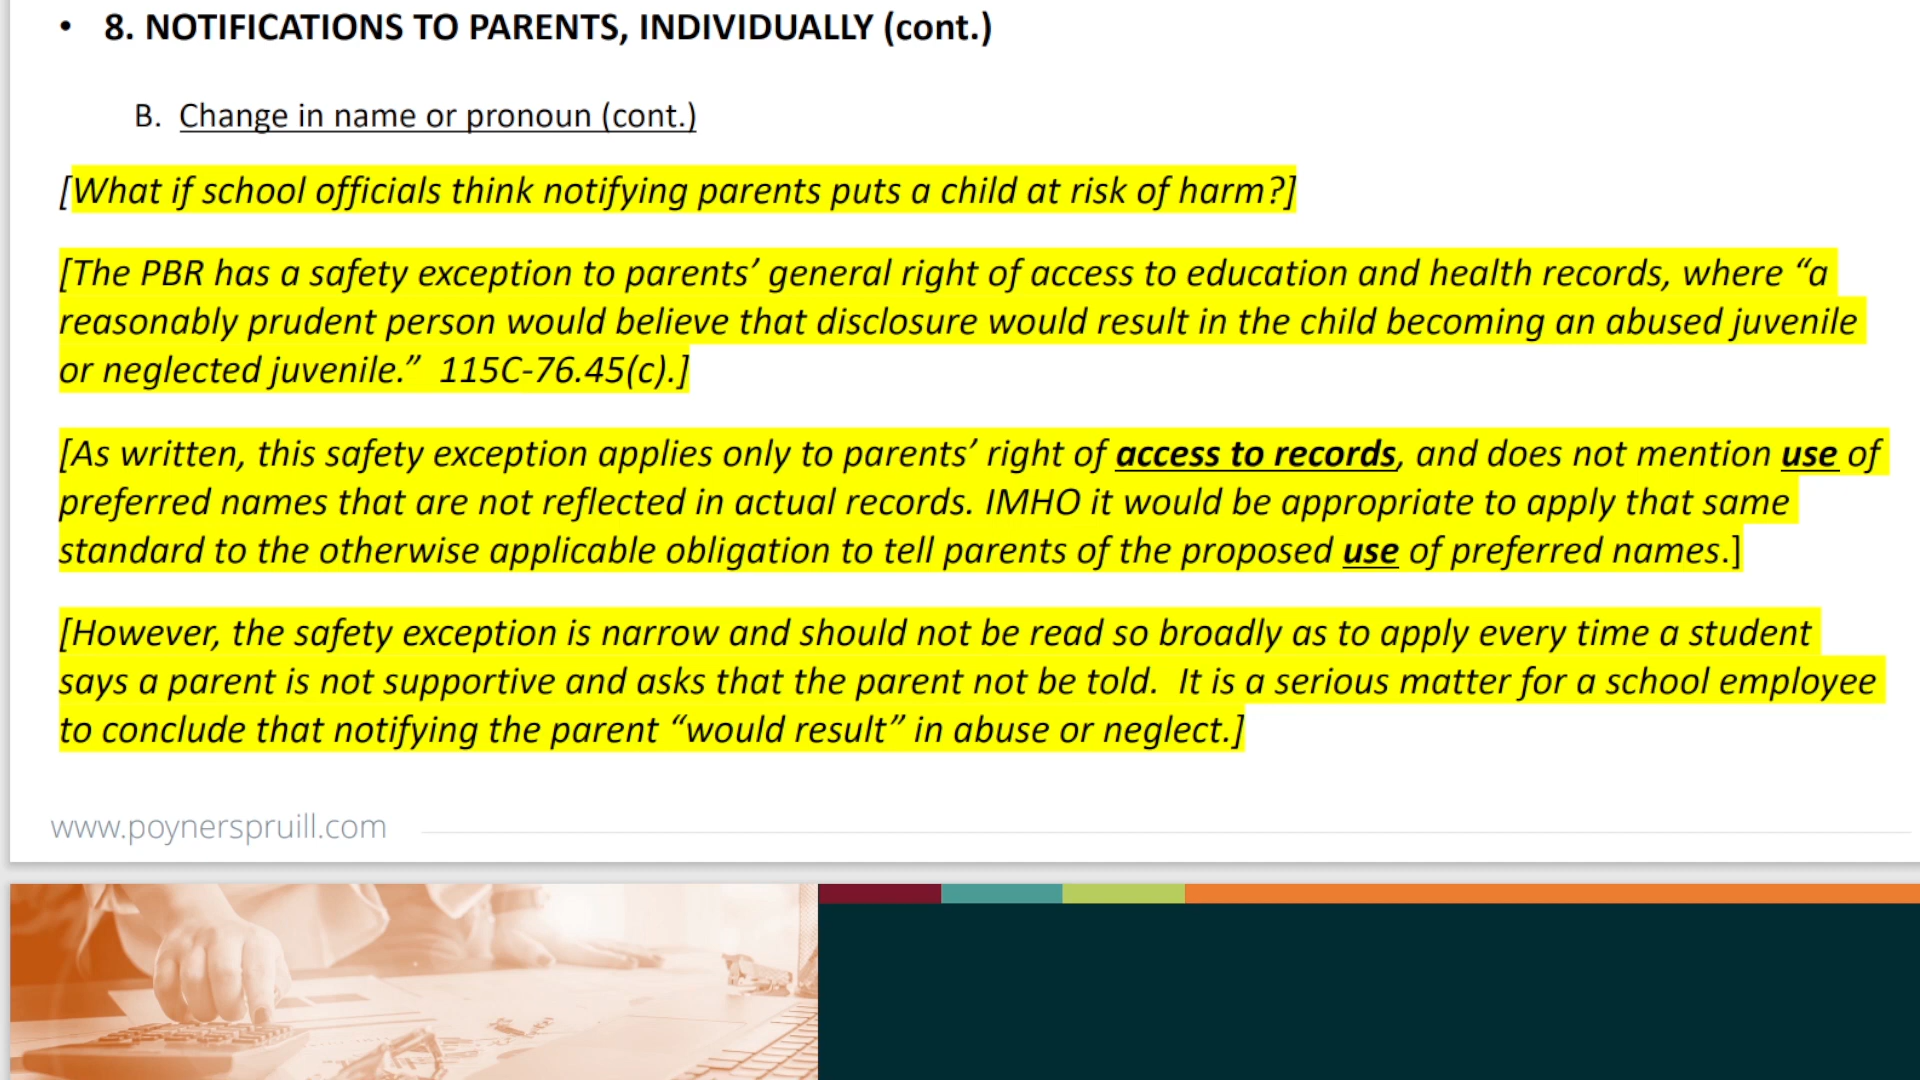 • 8. NOTIFICATIONS TO PARENTS, INDIVIDUALLY (cont.)
B. Change in name or pronoun (cont.)
[What if school officials think notifying parents puts a child at risk of harm?]
[The PBR has a safety exception to parents’ general right of access to education and health records, where “a
reasonably prudent person would believe that disclosure would result in the child becoming an abused juvenile
or neglected juvenile.” 115C-76.45(c).]
[As written, this safety exception applies only to parents’ right of access to records, and does not mention use of
preferred names that are not reflected in actual records. IMHO it would be appropriate to apply that same
standard to the otherwise applicable obligation to tell parents of the proposed use of preferred names.]
[However, the safety exception is narrow and should not be read so broadly as to apply every time a student
says a parent is not supportive and asks that the parent not be told. It is a serious matter for a school employee
to conclude that notifying the parent “would result” in abuse or neglect.]
www.poynerspruill.com